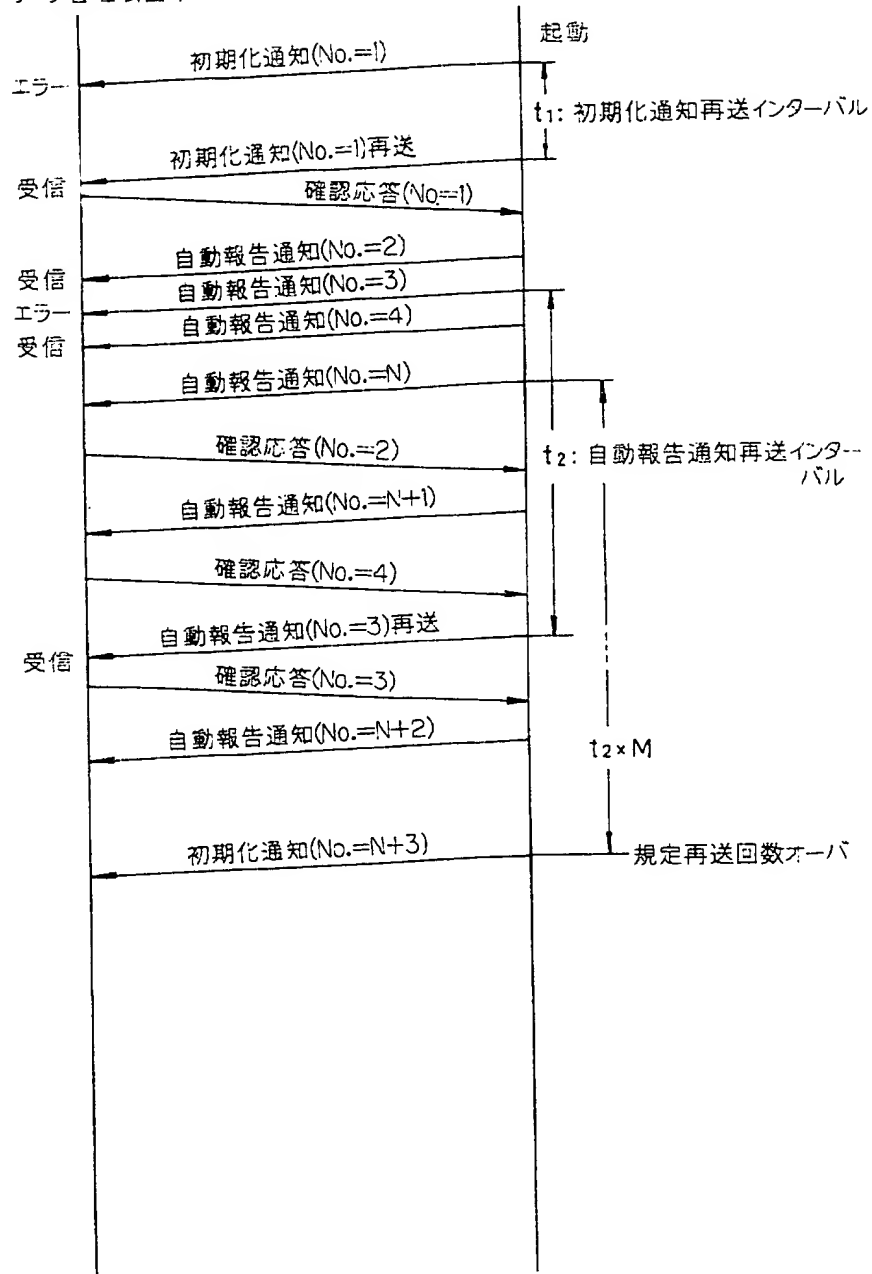 起動
初期化通知(No.=1)
エラー
t1: 初期化通知再送インターバル
初期化通知(No.=1)再送
受信
確認応答(No.=1)
自動報告通知(No.=2)
受信
自動報告通知(No.=3)
エラー
自動報告通知(No.=4)
受信
自動報告通知(No.=N)
確認応答(No.=2)
t2: 自動報告通知再送インター
バル
自動報告通知(No.=N+1)
確認応答(No.=4)
自動報告通知(No.=3)再送
受信
確認応答(No.=3)
自動報告通知(No.=N+2)
t2×M
初期化通知(No.=N+3)
規定再送回数オーバ